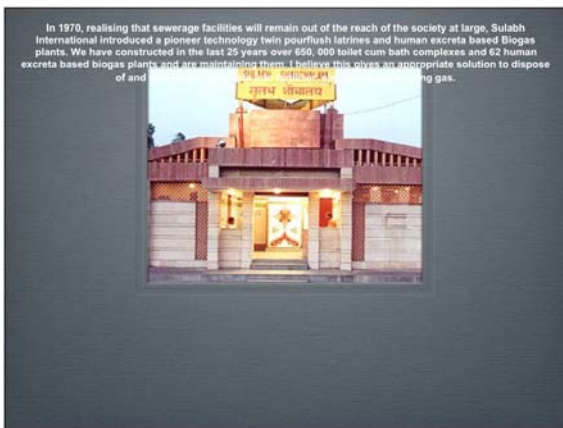 In 1970, realising that sewerage facilities will remain out of the reach of the society at large, Sulabh
International introduced a pioneer technology twin pourflush latrines and human excreta based Biogas
plants. We have constructed in the last 25 years over 650, 000 toilet cum bath complexes and 62 human
excreta based biogas plants and are maintaining them. I believe this gives an appropriate solution to dispose
of and gas.
सुलभ शौचालय